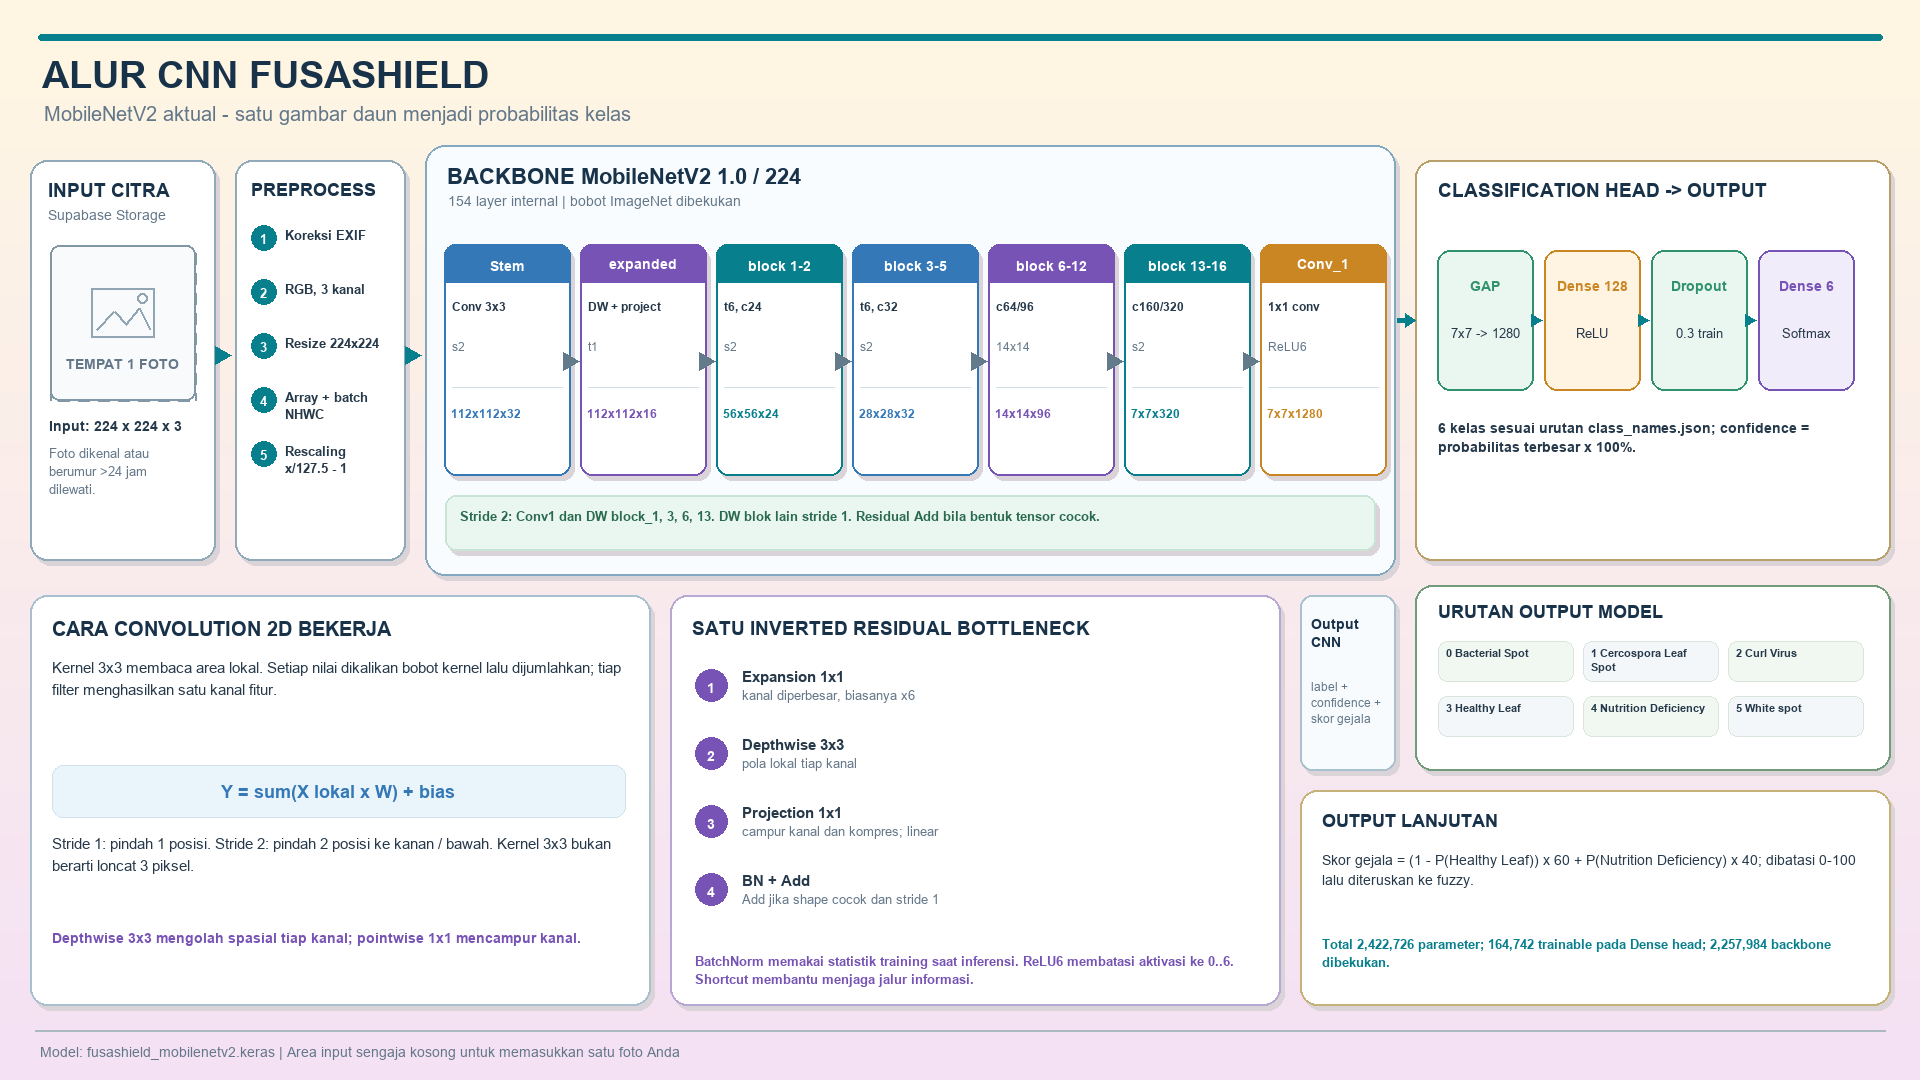 ALUR CNN FUSASHIELD
MobileNetV2 aktual - satu gambar daun menjadi probabilitas kelas
INPUT CITRA
Supabase Storage
TEMPAT 1 FOTO
Input: 224 x 224 x 3
Foto dikenal atau
berumur >24 jam
dilewati.
PREPROCESS
1 Koreksi EXIF
2 RGB, 3 kanal
3 Resize 224x224
4 Array + batch
NHWC
5 Rescaling
x/127.5 - 1
BACKBONE MobileNetV2 1.0 / 224
154 layer internal | bobot ImageNet dibekukan
Stem
Conv 3x3
s2
112x112x32
expanded
DW + project
t1
112x112x16
block 1-2
t6, c24
s2
56x56x24
block 3-5
t6, c32
s2
28x28x32
block 6-12
c64/96
14x14
14x14x96
block 13-16
c160/320
s2
7x7x320
Conv_1
1x1 conv
ReLU6
7x7x1280
Stride 2: Conv1 dan DW block_1, 3, 6, 13. DW blok lain stride 1. Residual Add bila bentuk tensor cocok.
CLASSIFICATION HEAD -> OUTPUT
GAP
7x7 -> 1280
Dense 128
ReLU
Dropout
0.3 train
Dense 6
Softmax
6 kelas sesuai urutan class_names.json; confidence =
probabilitas terbesar x 100%.
CARA CONVOLUTION 2D BEKERJA
Kernel 3x3 membaca area lokal. Setiap nilai dikalikan bobot kernel lalu dijumlahkan; tiap
filter menghasilkan satu kanal fitur.
Y = sum(X lokal x W) + bias
Stride 1: pindah 1 posisi. Stride 2: pindah 2 posisi ke kanan / bawah. Kernel 3x3 bukan
berarti loncat 3 piksel.
Depthwise 3x3 mengolah spasial tiap kanal; pointwise 1x1 mencampur kanal.
SATU INVERTED RESIDUAL BOTTLENECK
1 Expansion 1x1
kanal diperbesar, biasanya x6
2 Depthwise 3x3
pola lokal tiap kanal
3 Projection 1x1
campur kanal dan kompres; linear
4 BN + Add
Add jika shape cocok dan stride 1
BatchNorm memakai statistik training saat inferensi. ReLU6 membatasi aktivasi ke 0..6.
Shortcut membantu menjaga jalur informasi.
Output
CNN
label +
confidence +
skor gejala
URUTAN OUTPUT MODEL
0 Bacterial Spot
1 Cercospora Leaf
Spot
2 Curl Virus
3 Healthy Leaf
4 Nutrition Deficiency
5 White spot
OUTPUT LANJUTAN
Skor gejala = (1 - P(Healthy Leaf)) x 60 + P(Nutrition Deficiency) x 40; dibatasi 0-100
lalu diteruskan ke fuzzy.
Total 2,422,726 parameter; 164,742 trainable pada Dense head; 2,257,984 backbone
dibekukan.
Model: fusashield_mobilenetv2.keras | Area input sengaja kosong untuk memasukkan satu foto Anda